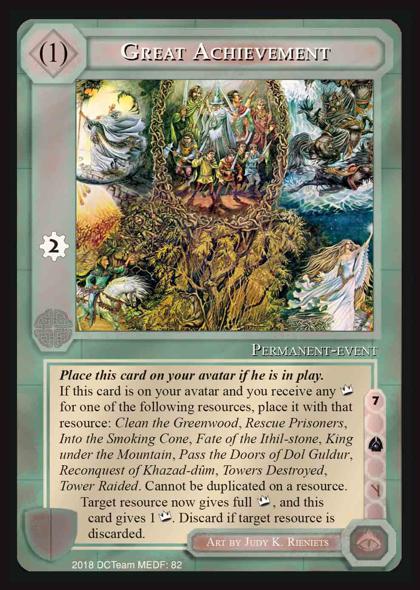 (1)
Great Achievement
2
Permanent-event
Place this card on your avatar if he is in play.
If this card is on your avatar and you receive any
for one of the following resources, place it with that
resource: Clean the Greenwood, Rescue Prisoners,
Into the Smoking Cone, Fate of the Ithil-stone, King
under the Mountain, Pass the Doors of Dol Guldur,
Reconquest of Khazad-dûm, Towers Destroyed,
Tower Raided. Cannot be duplicated on a resource.
Target resource now gives full , and this
card gives 1 . Discard if target resource is
discarded.
7
Art by Judy K. Rieniets
2018 DCTeam MEDF: 82